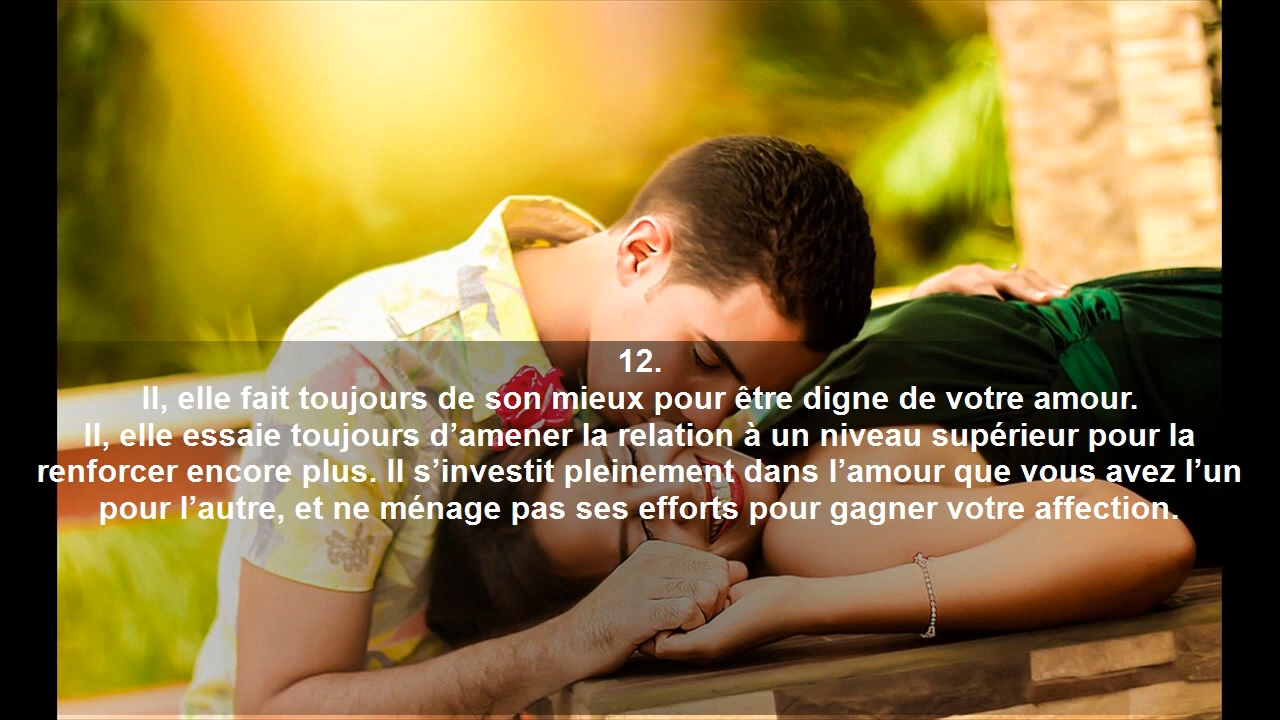 12.
Il, elle fait toujours de son mieux pour être digne de votre amour.
Il, elle essaie toujours d’amener la relation à un niveau supérieur pour la
renforcer encore plus. Il s’investit pleinement dans l’amour que vous avez l’un
pour l’autre, et ne ménage pas ses efforts pour gagner votre affection.